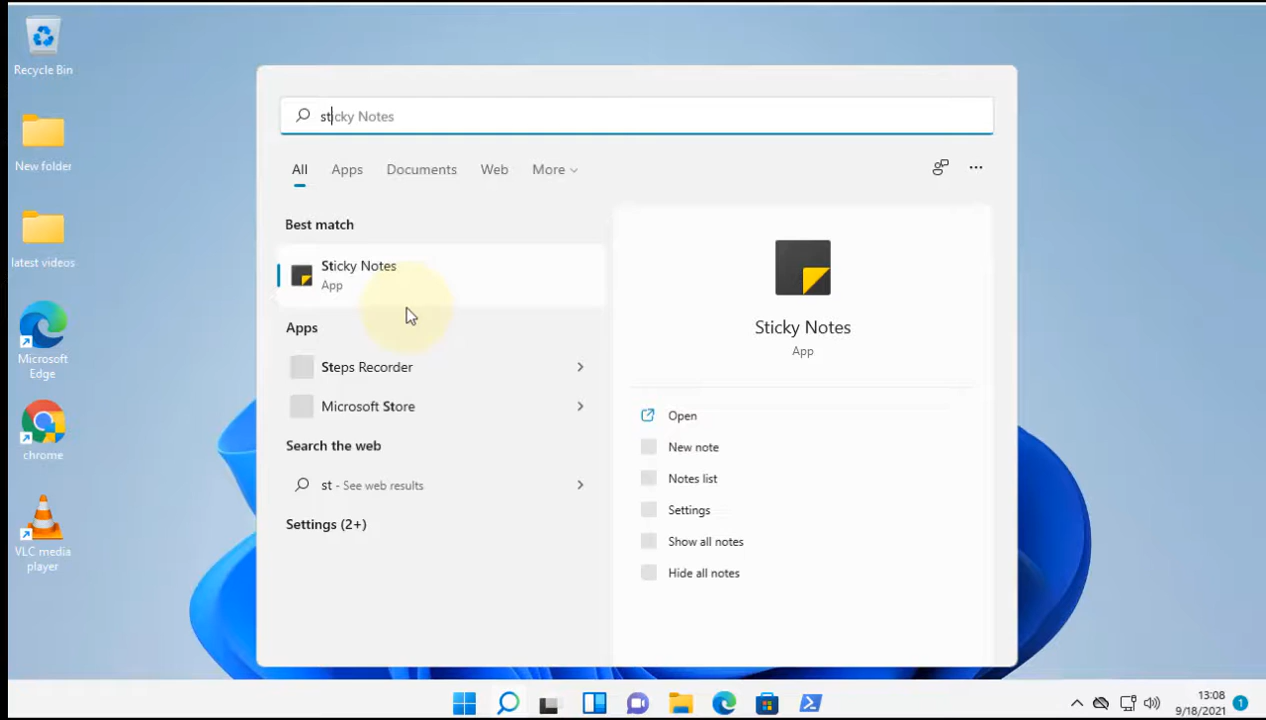 Recycle Bin
New folder
latest videos
Microsoft
Edge
chrome
VLC media
player
sticky Notes
All Apps Documents Web More
Best match
Sticky Notes
App
Apps
Steps Recorder
Microsoft Store
Search the web
st - See web results
Settings (2+)
Sticky Notes
App
Open
New note
Notes list
Settings
Show all notes
Hide all notes
13:08
9/18/2021
1